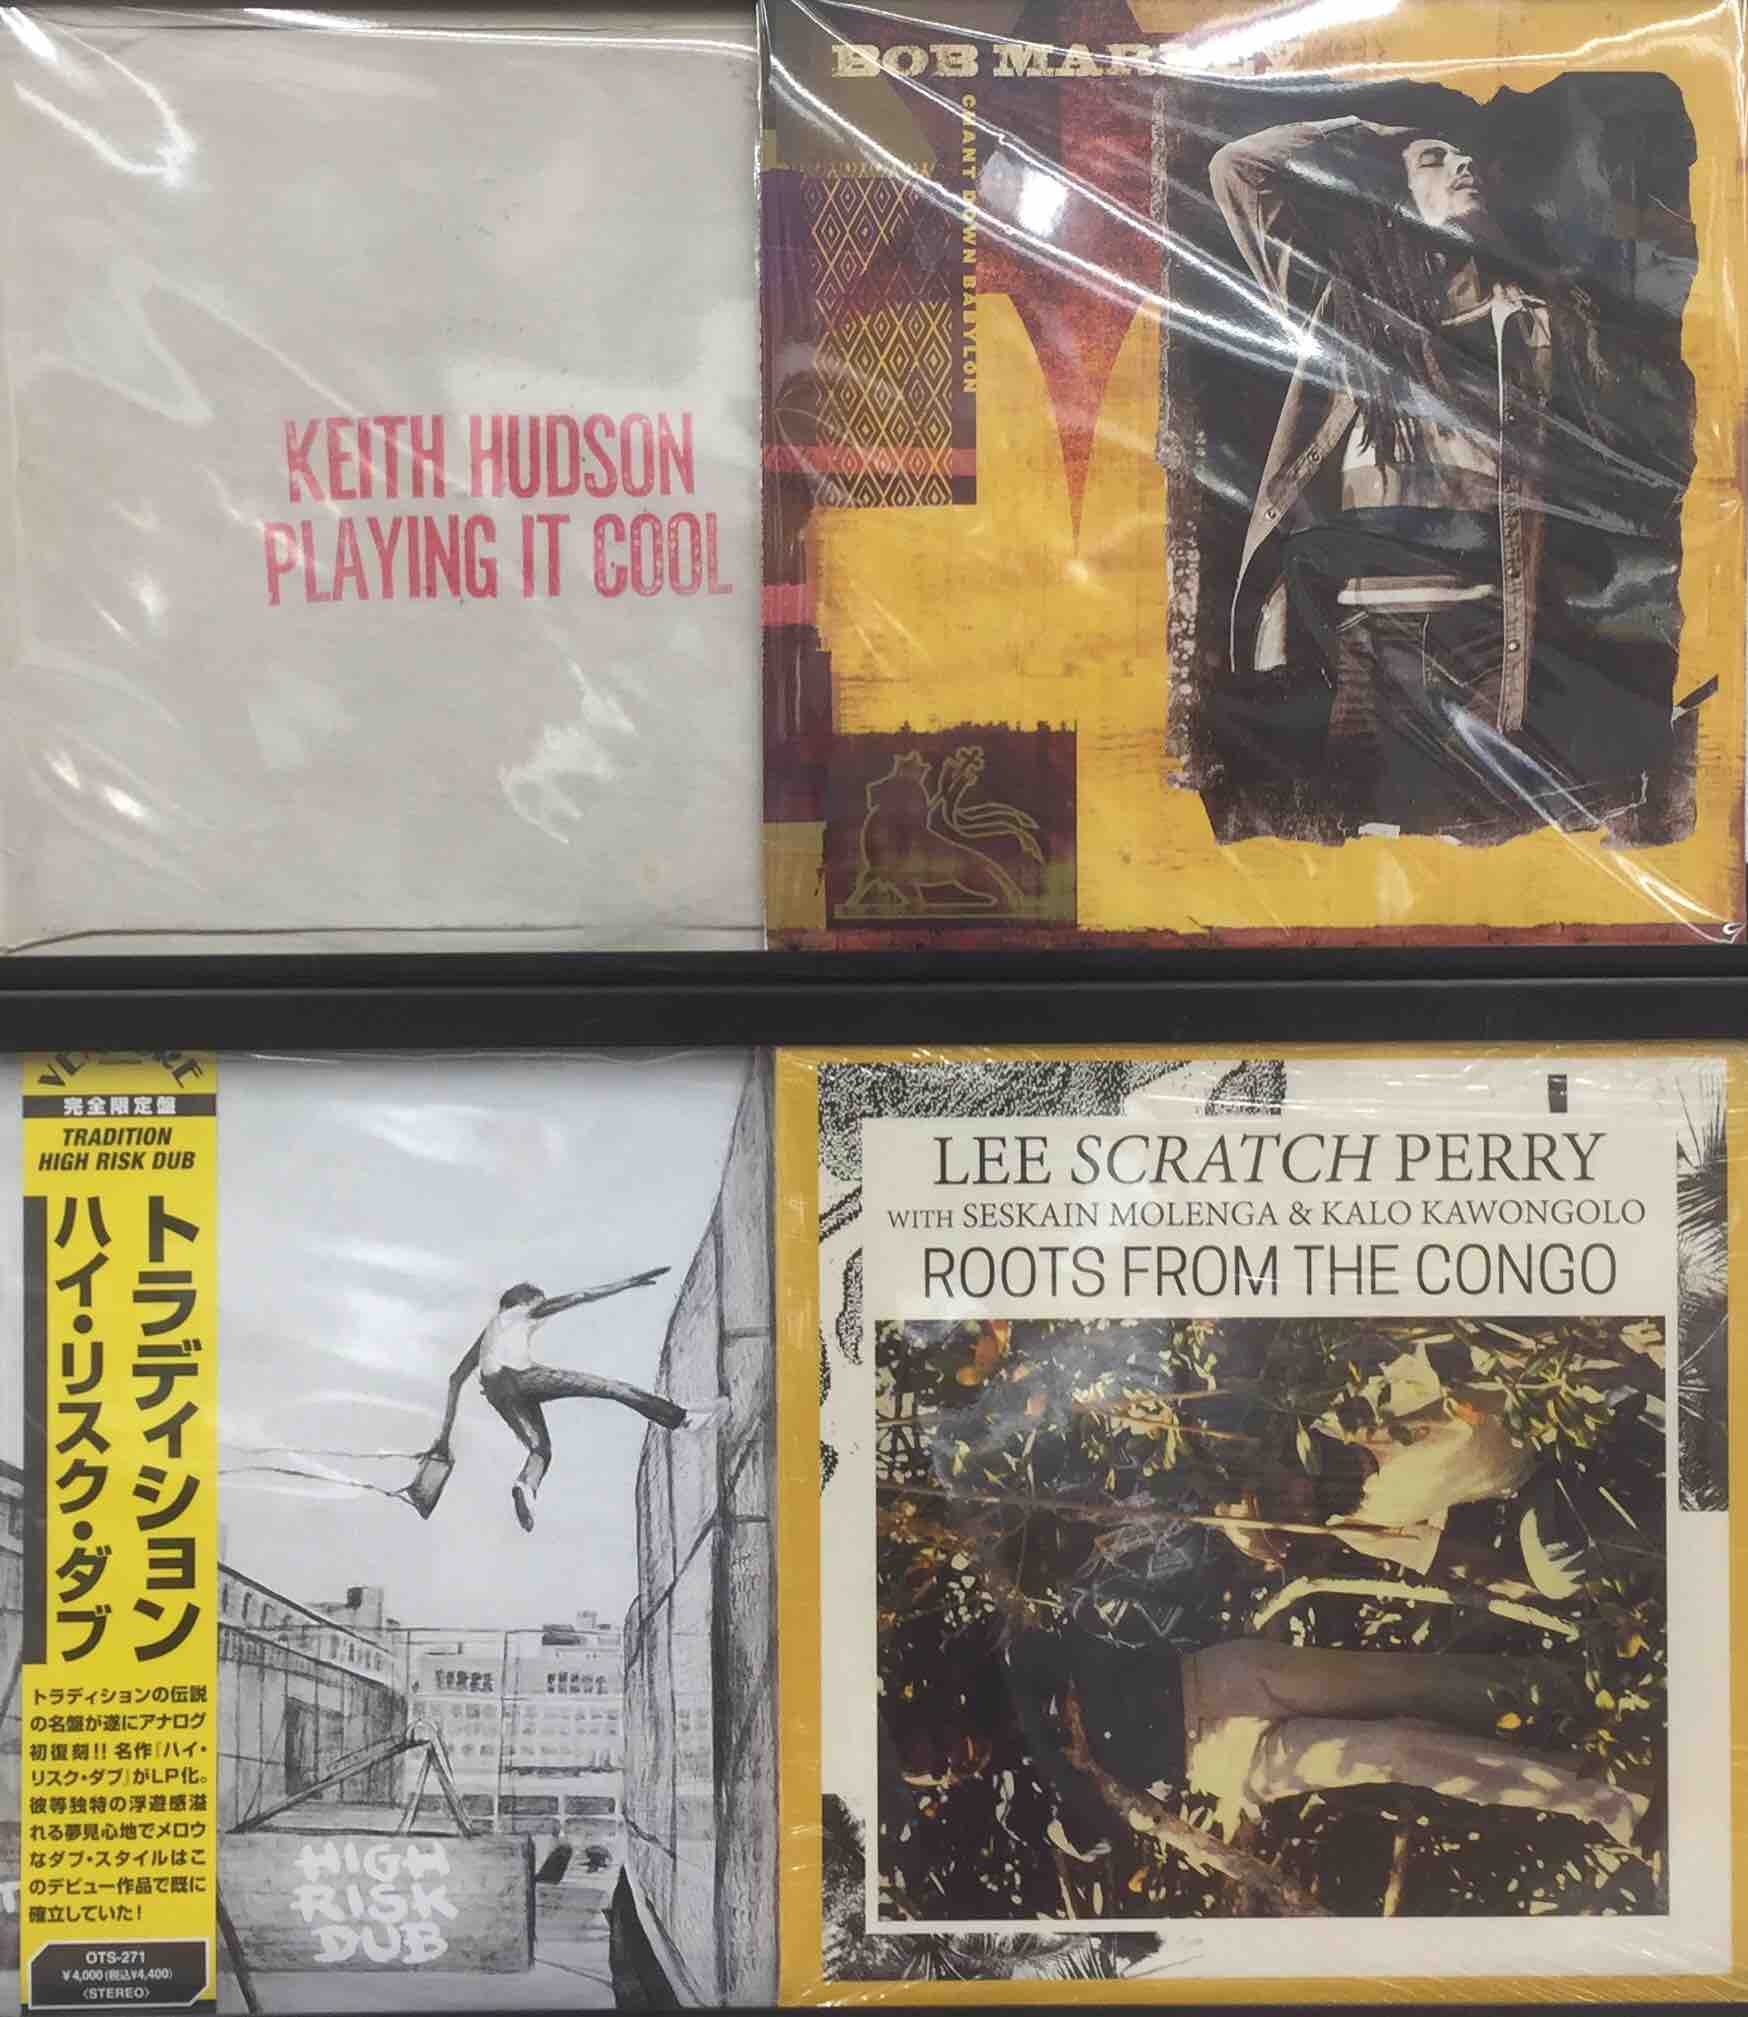 KEITH HUDSON
PLAYING IT COOL
BOB MARLEY
CHANT DOWN BABYLON
完全限定盤
TRADITION
HIGH RISK DUB
トラディション
ハイ・リスク・ダブ
トラディションの伝説
の名盤が遂にアナログ
初復刻!! 名作『ハイ・
リスク・ダブ』がLP化。
彼等独特の浮遊感溢
れる夢見心地でメロウ
なダブ・スタイルはこ
のデビュー作品で既に
確立していた!
OTS-271
¥4,000(税込¥4,400)
〈STEREO〉
HIGH
RISK
DUB
LEE SCRATCH PERRY
WITH SESKAIN MOLENGA & KALO KAWONGOLO
ROOTS FROM THE CONGO